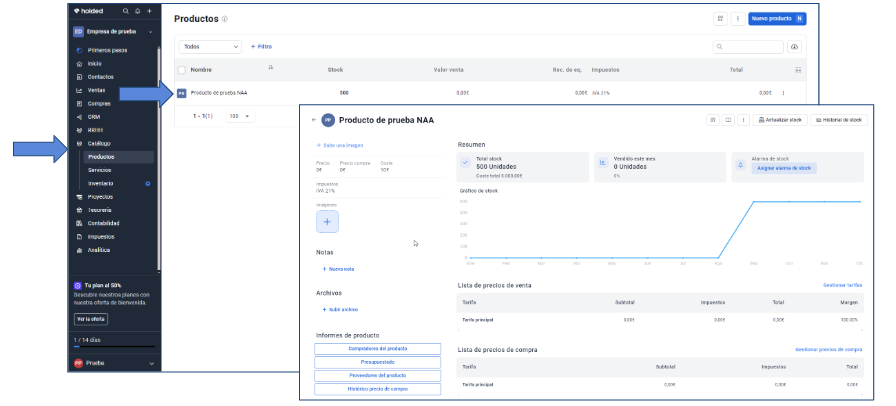 holded
ED Empresa de prueba
Primeros pasos
Inicio
Contactos
Ventas
Compras
CRM
RRHH
Catálogo
Productos
Servicios
Inventario
Proyectos
Tesorería
Contabilidad
Impuestos
Analítica
Tu plan al 50%
Descubre nuestros planes con
nuestra oferta de bienvenida.
Ver la oferta
1 / 14 días
PP Prueba
Productos
Nuevo producto N
Todos + Filtro
Nombre Stock Valor venta Rec. de eq. Impuestos Total
PP Producto de prueba NAA 500 0,00€ 0,00€ IVA 21% 0,00€
1 - 1(1) 100
PP Producto de prueba NAA
Actualizar stock Historial de stock
+ Subir una imagen
Precio Precio compra Coste
0€ 0€ 10€
Impuestos
IVA 21%
Imágenes
+
Notas
+ Nueva nota
Archivos
+ Subir archivo
Informes de producto
Compradores del producto
Presupuestado
Proveedores del producto
Histórico precio de compra
Resumen
Total stock
500 Unidades
Coste total 5.000,00€
Vendido este mes
0 Unidades
0%
Alarma de stock
Asignar alarma de stock
Gráfico de stock
500
400
300
200
100
0
Ene Feb Mar Abr May Jun Jul Ago Sep Oct Nov Dic
Lista de precios de venta Gestionar tarifas
Tarifa Subtotal Impuestos Total Margen
Tarifa principal 0,00€ 0,00€ 0,00€ 100,00%
Lista de precios de compra Gestionar precios de compra
Tarifa Subtotal Impuestos Total
Tarifa principal 0,00€ 0,00€ 0,00€